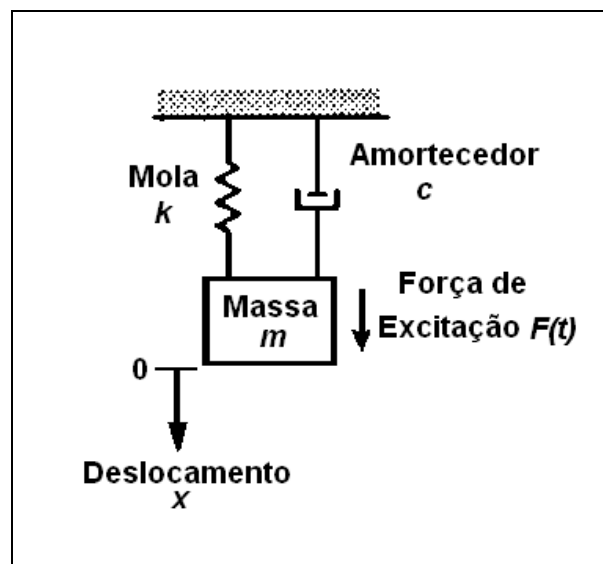 Amortecedor
c
Mola
k
Força de
Excitação F(t)
Massa
m
0
Deslocamento
x